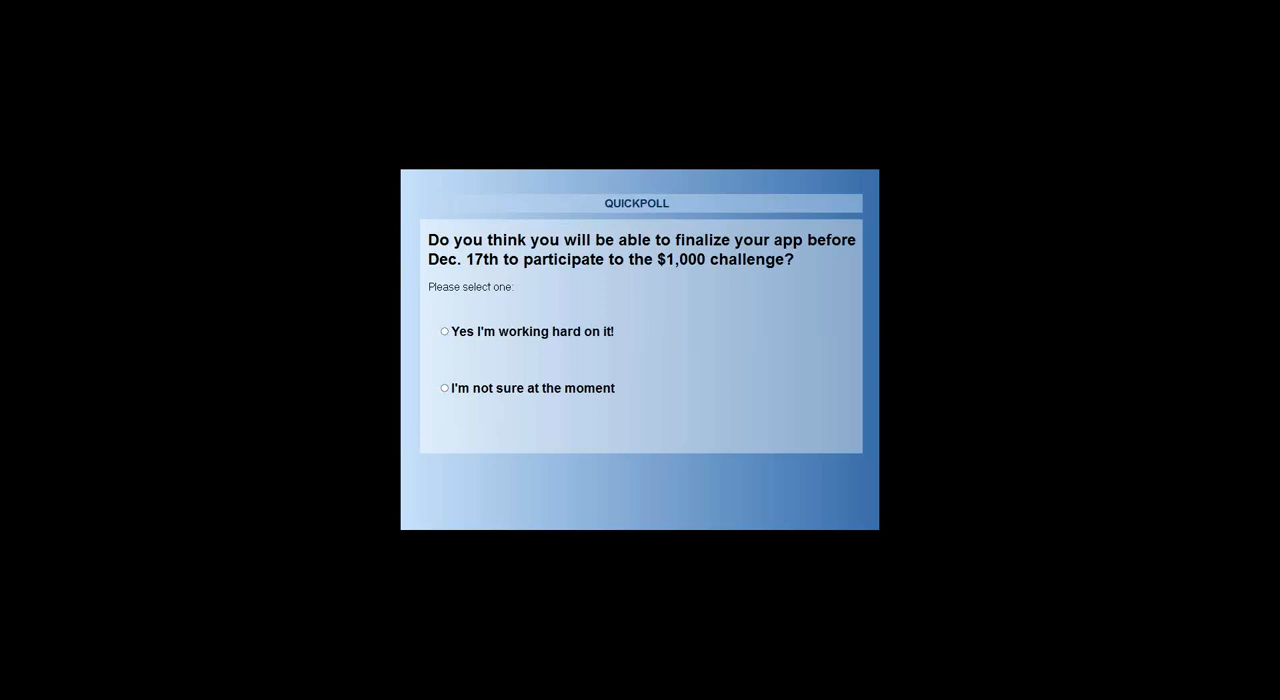 QUICKPOLL
Do you think you will be able to finalize your app before
Dec. 17th to participate to the $1,000 challenge?
Please select one:
Yes I'm working hard on it!
I'm not sure at the moment